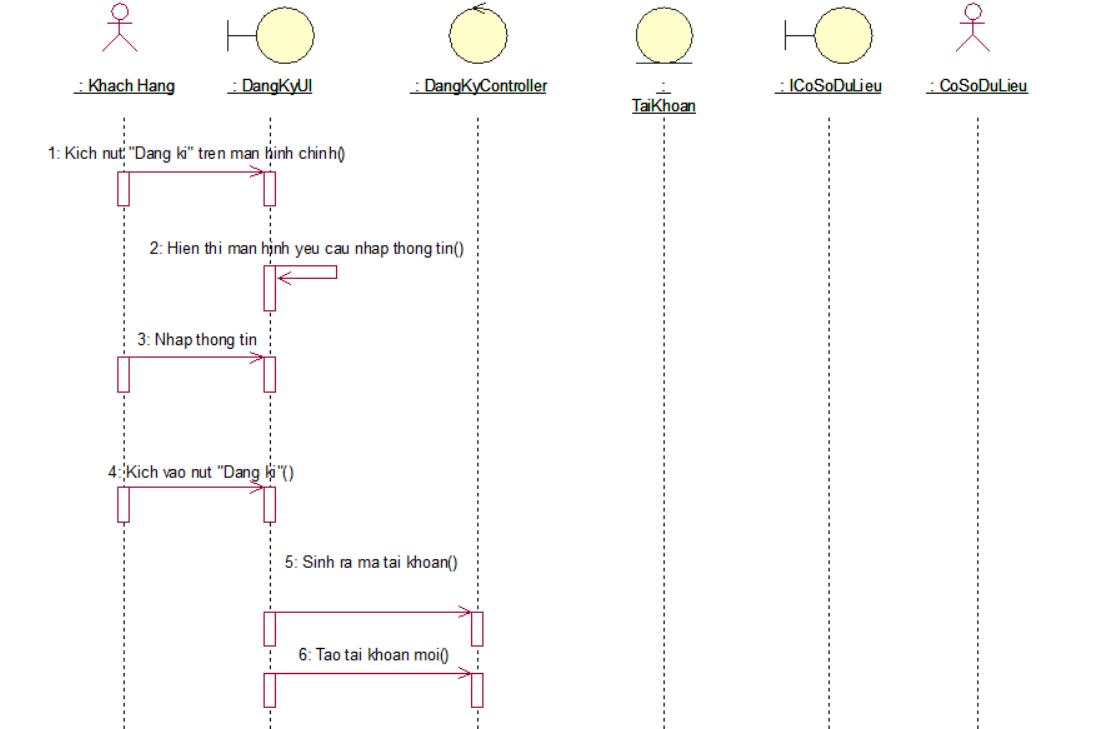 : Khach Hang
: DangKyUI
: DangKyController
:
TaiKhoan
: ICoSoDuLieu
: CoSoDuLieu
1: Kich nut "Dang ki" tren man hinh chinh()
2: Hien thi man hinh yeu cau nhap thong tin()
3: Nhap thong tin
4: Kich vao nut "Dang ki"()
5: Sinh ra ma tai khoan()
6: Tao tai khoan moi()